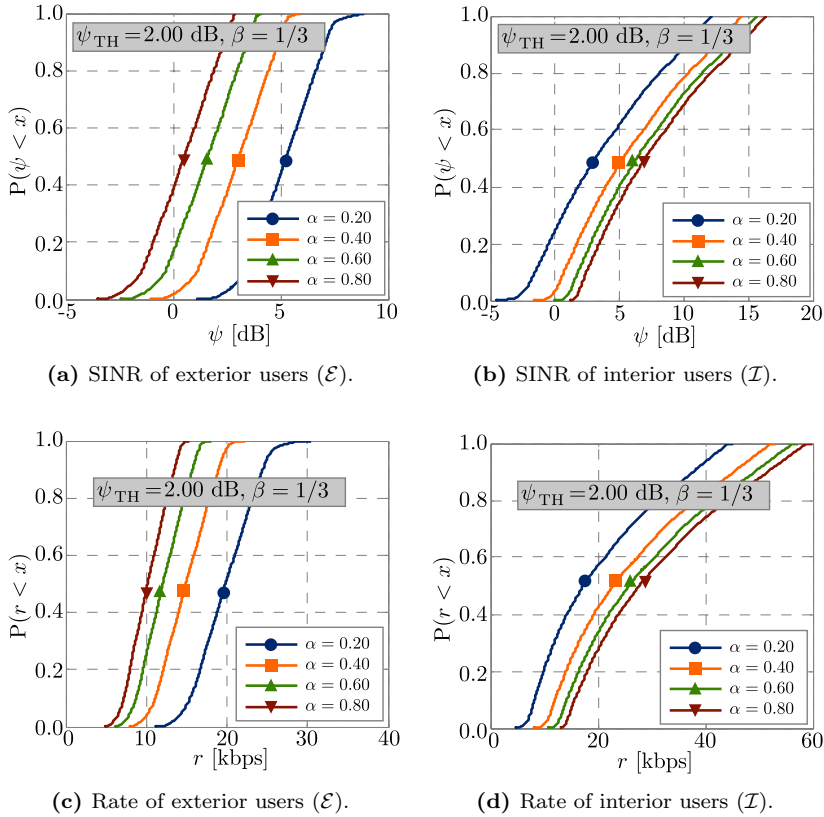 ψ_TH = 2.00 dB, β = 1/3
P(ψ < x)
1.0
0.8
0.6
0.4
0.2
0.0
α = 0.20
α = 0.40
α = 0.60
α = 0.80
-5 0 5 10
ψ [dB]
(a) SINR of exterior users (ℰ).
ψ_TH = 2.00 dB, β = 1/3
P(ψ < x)
1.0
0.8
0.6
0.4
0.2
0.0
α = 0.20
α = 0.40
α = 0.60
α = 0.80
-5 0 5 10 15 20
ψ [dB]
(b) SINR of interior users (ℐ).
ψ_TH = 2.00 dB, β = 1/3
P(r < x)
1.0
0.8
0.6
0.4
0.2
0.0
α = 0.20
α = 0.40
α = 0.60
α = 0.80
0 10 20 30 40
r [kbps]
(c) Rate of exterior users (ℰ).
ψ_TH = 2.00 dB, β = 1/3
P(r < x)
1.0
0.8
0.6
0.4
0.2
0.0
α = 0.20
α = 0.40
α = 0.60
α = 0.80
0 20 40 60
r [kbps]
(d) Rate of interior users (ℐ).